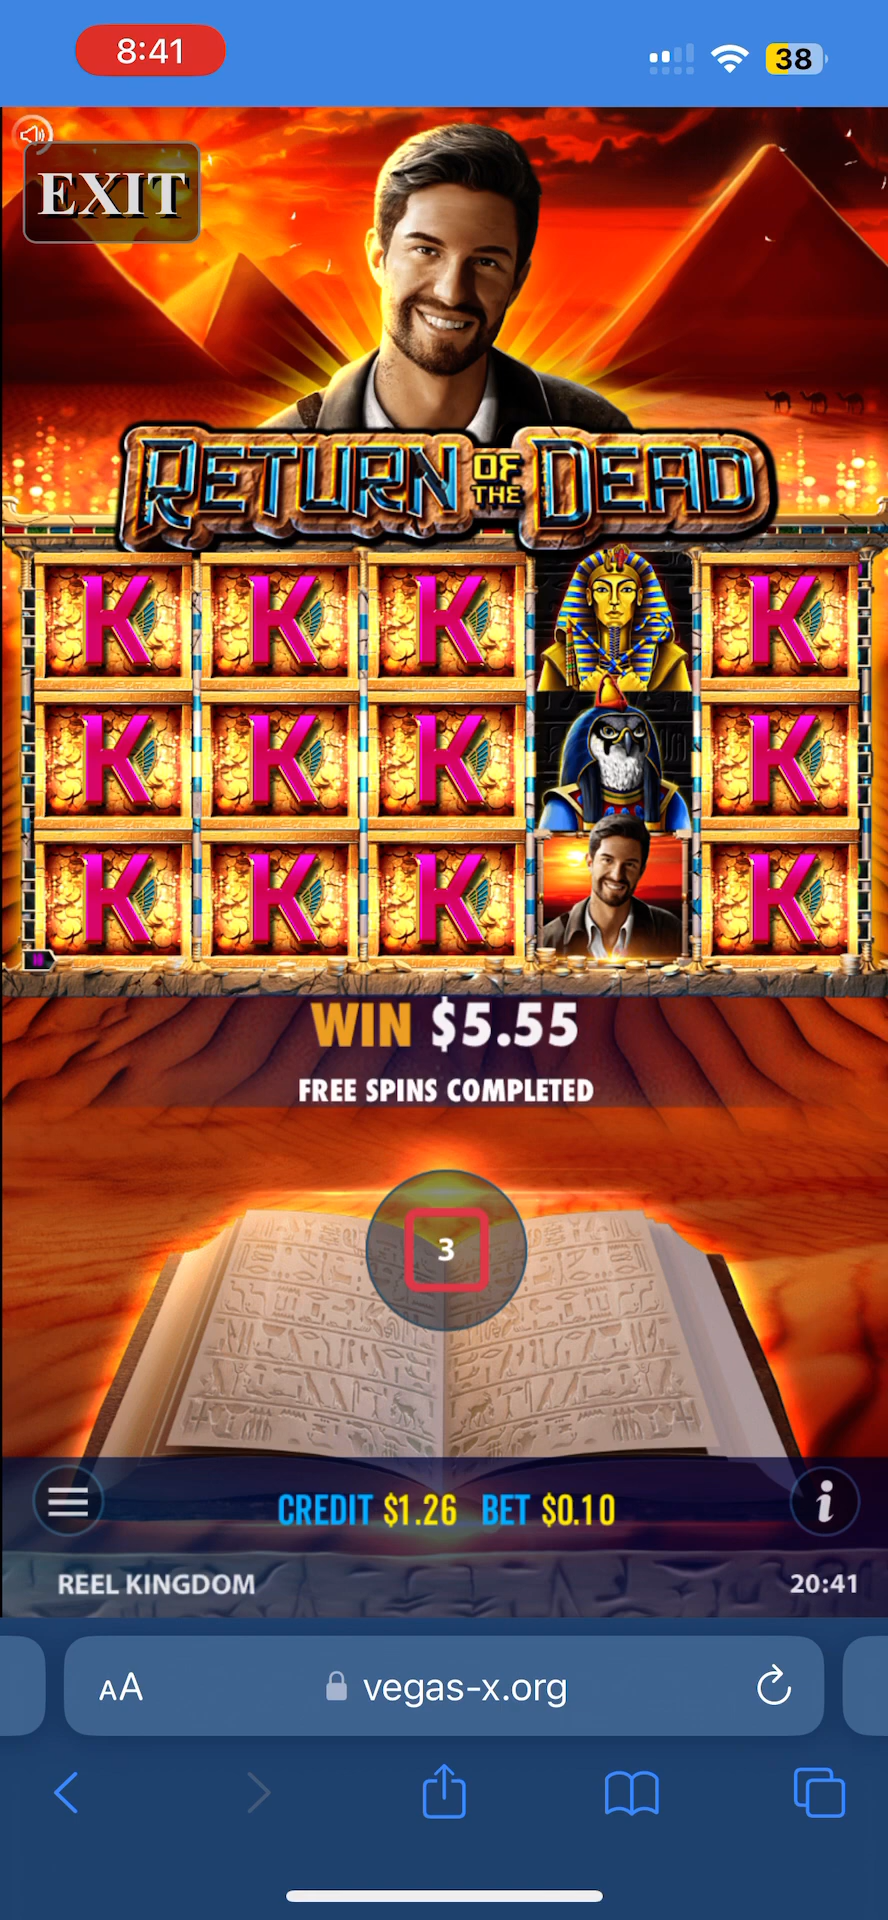 8:41
38
EXIT
RETURN OF THE DEAD
K K K K
K K K K
K K K K
WIN $5.55
FREE SPINS COMPLETED
3
CREDIT $1.26 BET $0.10
REEL KINGDOM
20:41
AA
vegas-x.org